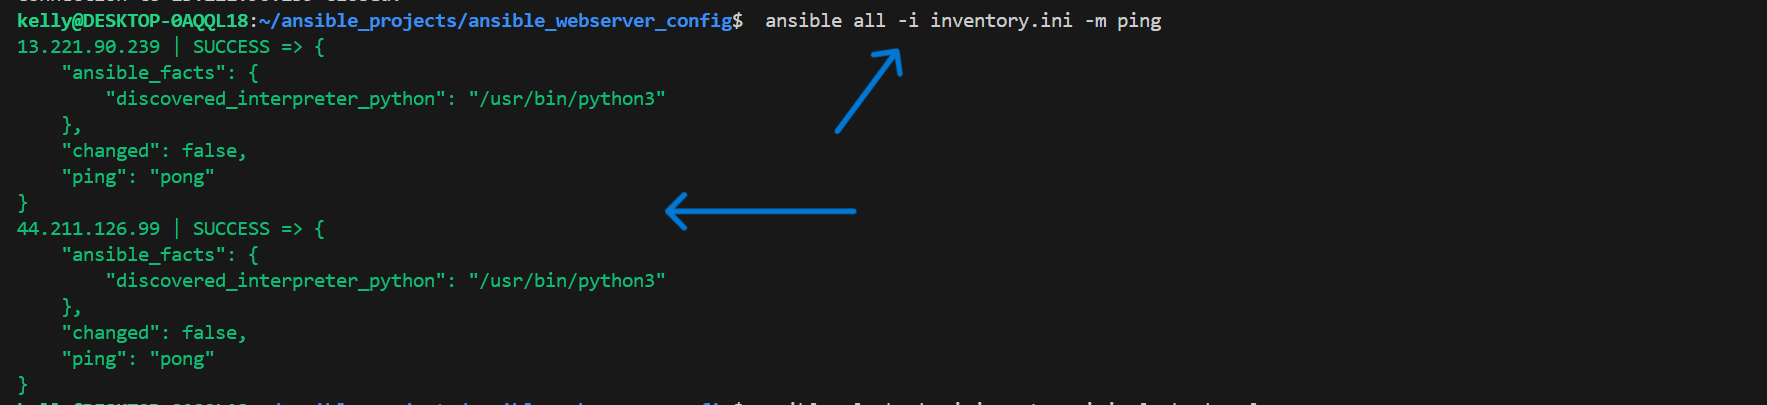 kelly@DESKTOP-0AQQL18:~/ansible_projects/ansible_webserver_config$  ansible all -i inventory.ini -m ping
13.221.90.239 | SUCCESS => {
    "ansible_facts": {
        "discovered_interpreter_python": "/usr/bin/python3"
    },
    "changed": false,
    "ping": "pong"
}
44.211.126.99 | SUCCESS => {
    "ansible_facts": {
        "discovered_interpreter_python": "/usr/bin/python3"
    },
    "changed": false,
    "ping": "pong"
}